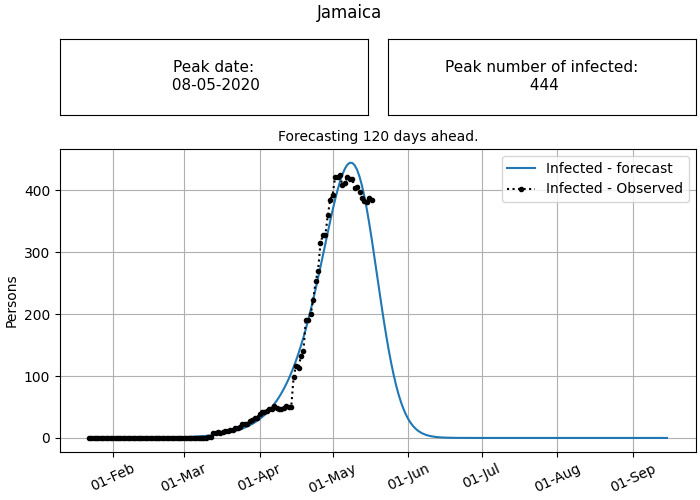 Jamaica
Peak date:
08-05-2020
Peak number of infected:
444
Forecasting 120 days ahead.
Infected - forecast
Infected - Observed
Persons
400
300
200
100
0
01-Feb
01-Mar
01-Apr
01-May
01-Jun
01-Jul
01-Aug
01-Sep